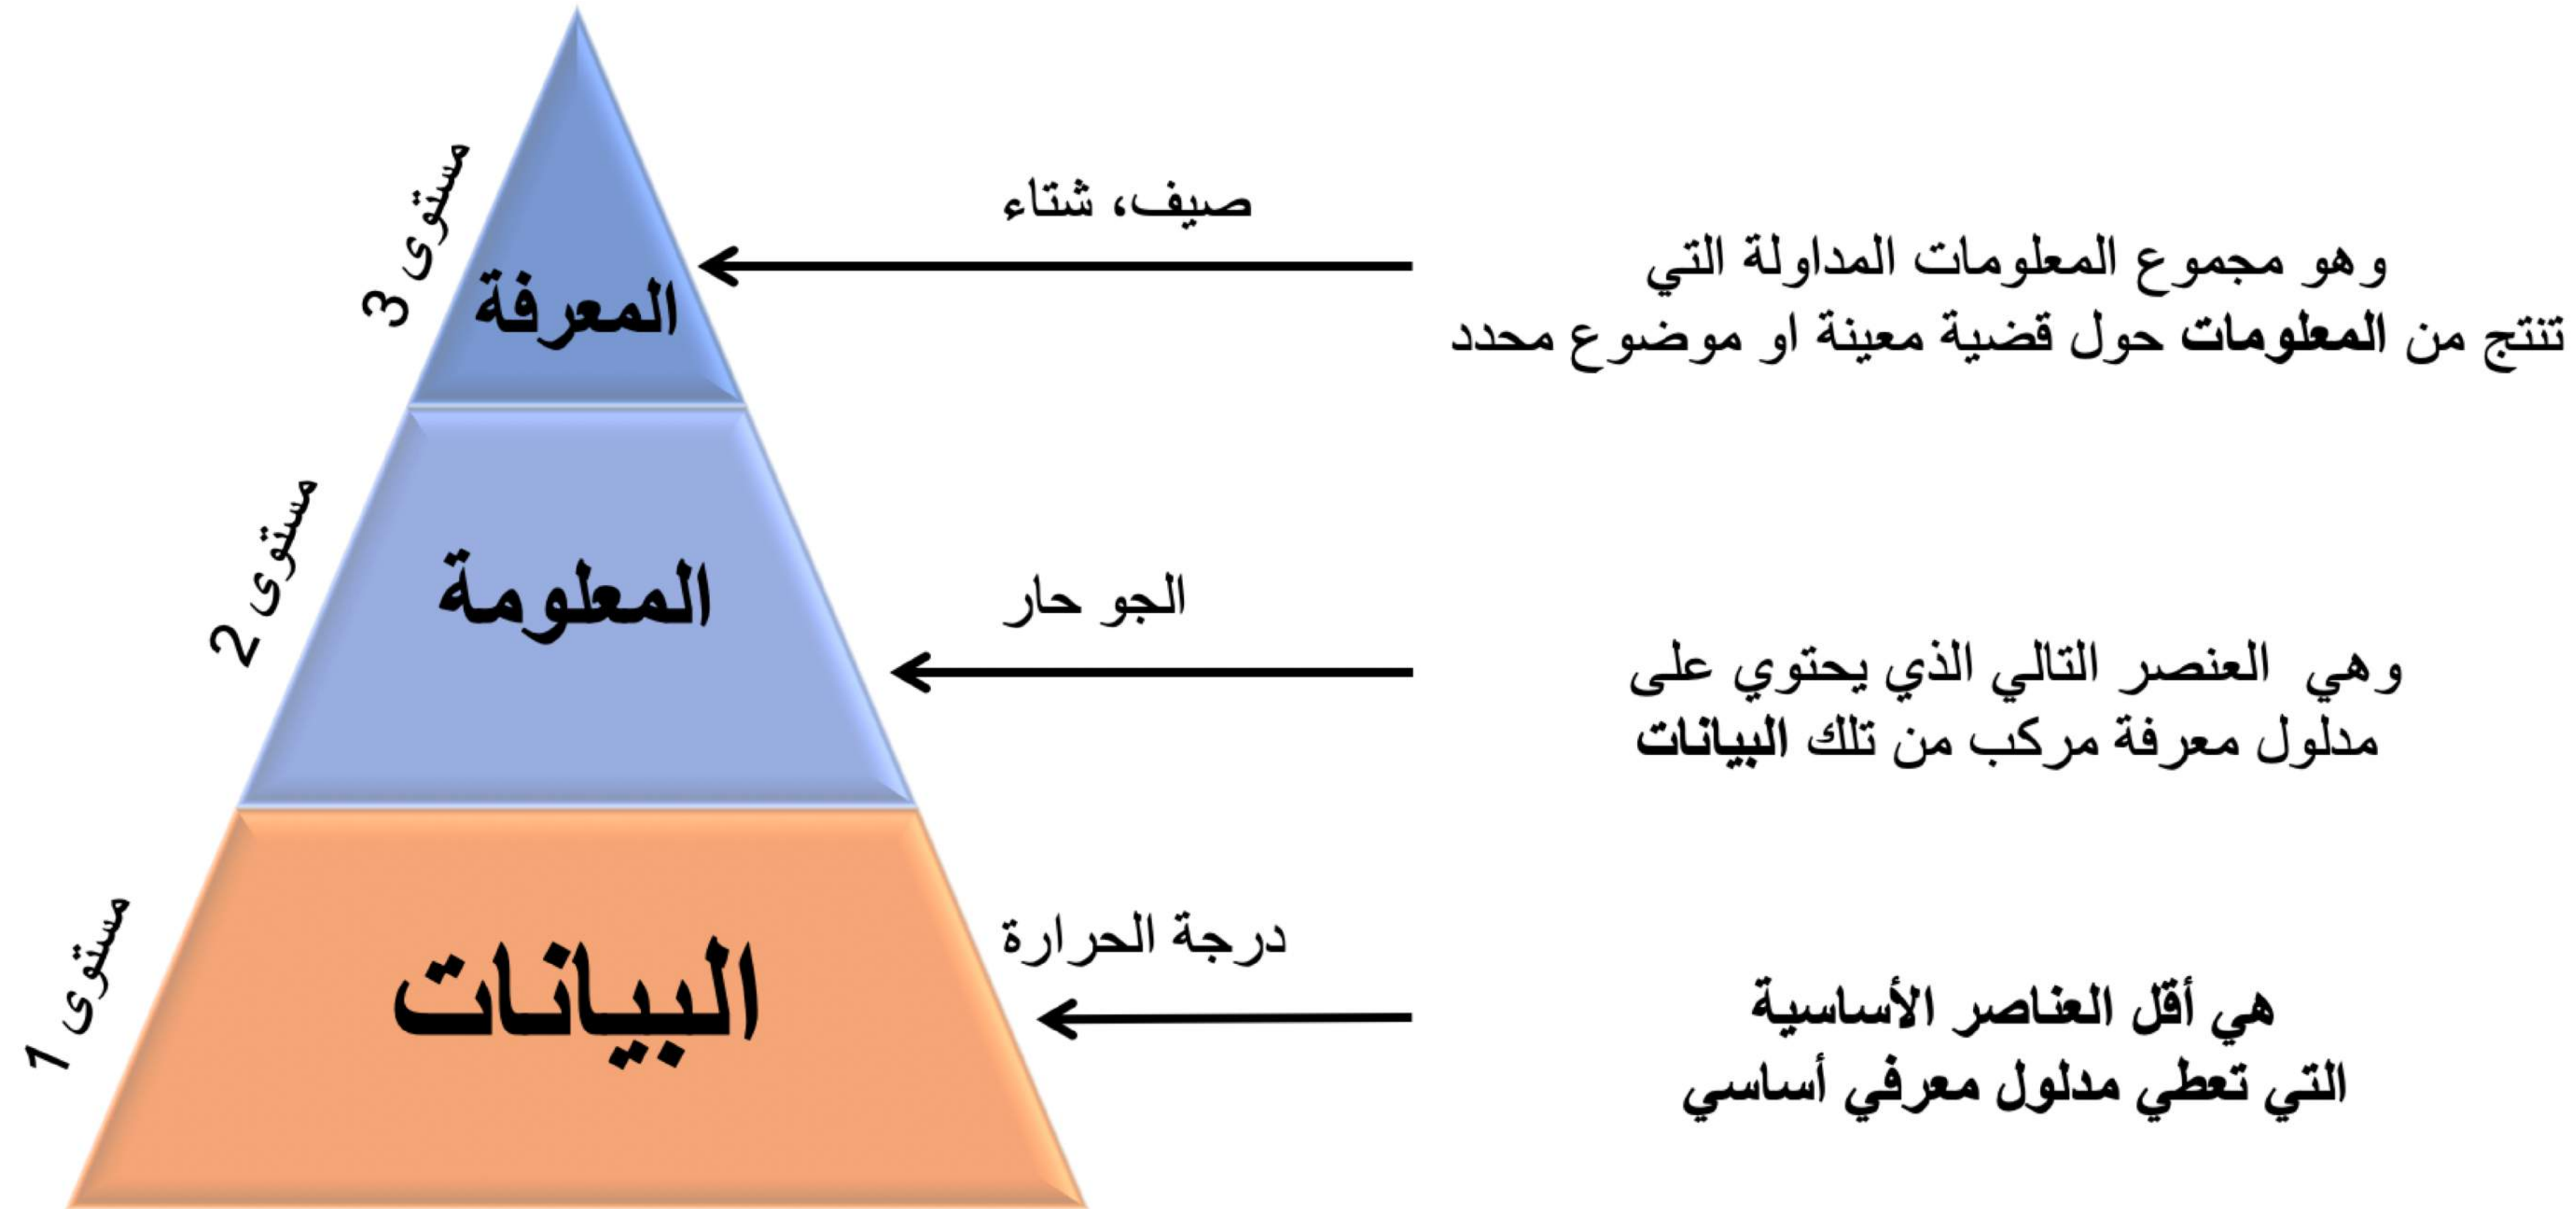 مستوى 3
المعرفة
صيف، شتاء
وهو مجموع المعلومات المداولة التي
تنتج من المعلومات حول قضية معينة او موضوع محدد
مستوى 2
المعلومة
الجو حار
وهي العنصر التالي الذي يحتوي على
مدلول معرفة مركب من تلك البيانات
مستوى 1
البيانات
درجة الحرارة
هي أقل العناصر الأساسية
التي تعطي مدلول معرفي أساسي